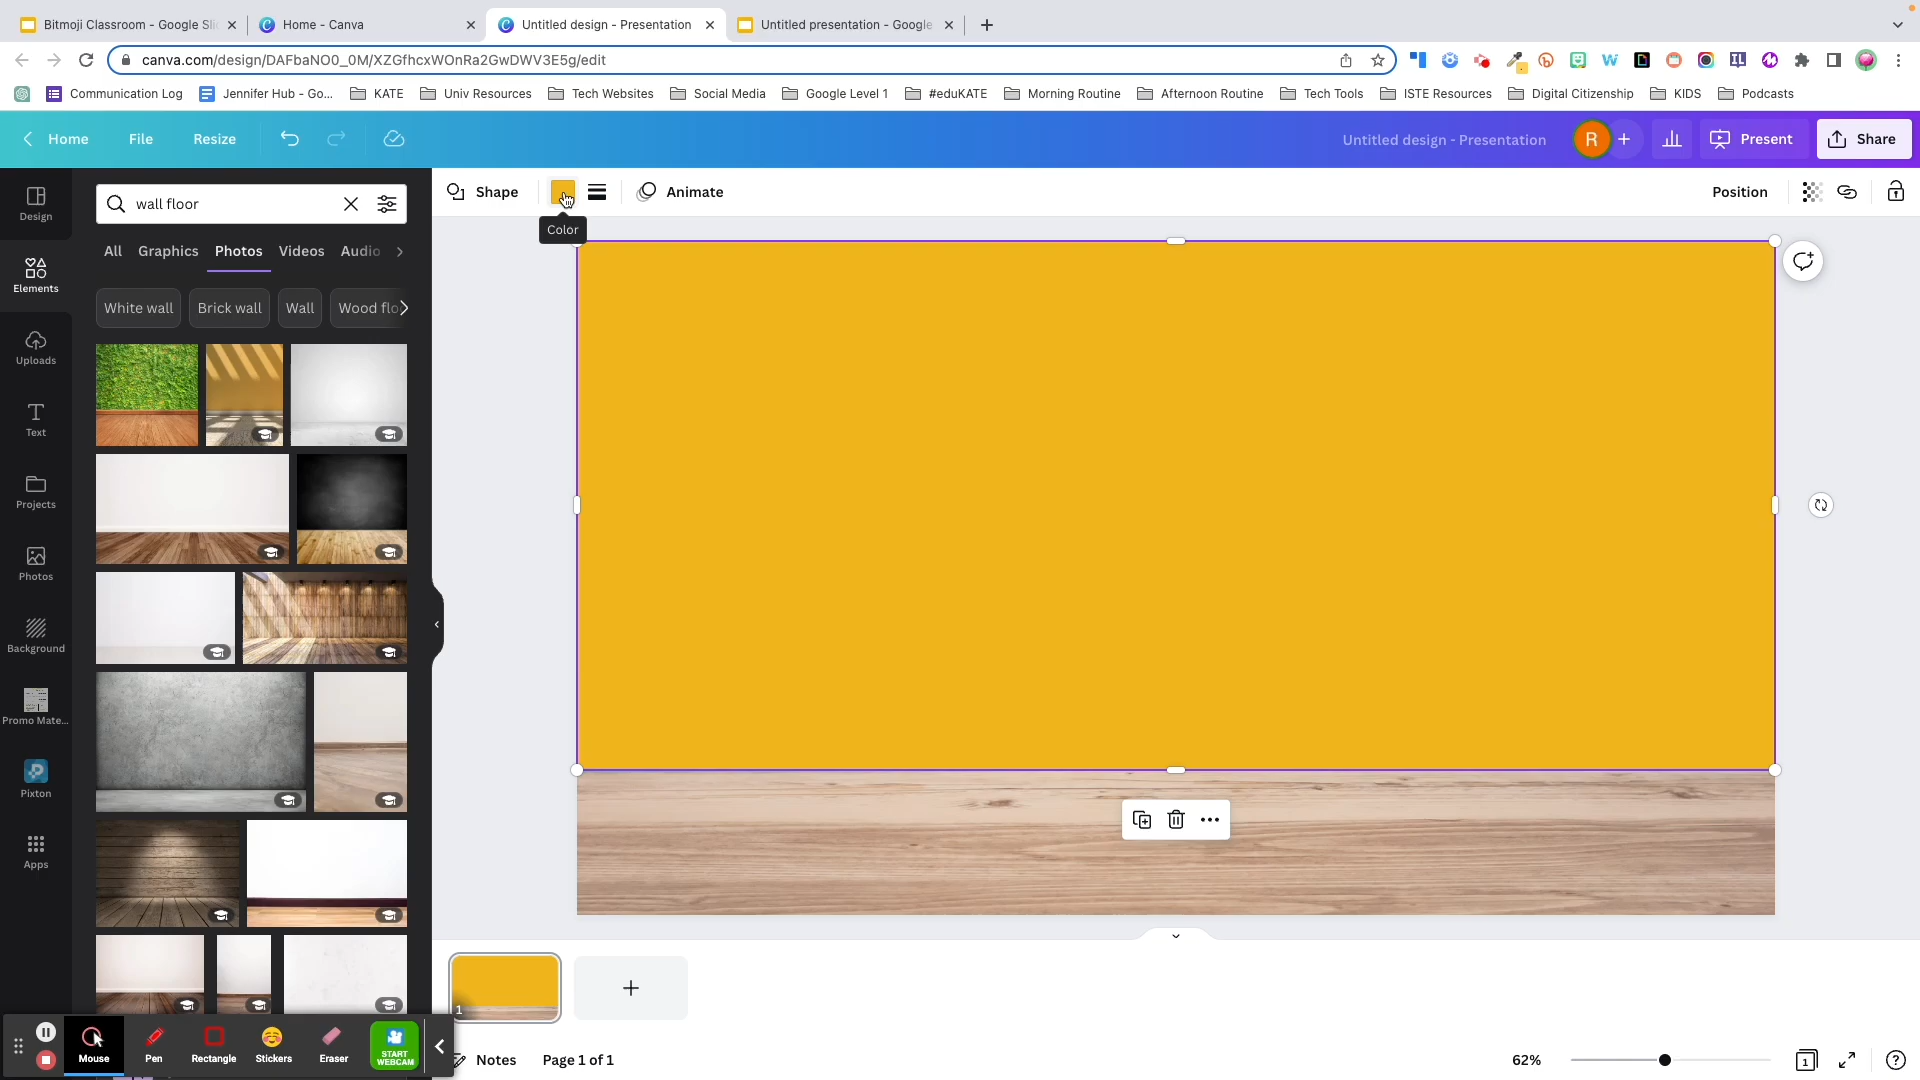 Bitmoji Classroom - Google Sli
Home - Canva
Untitled design - Presentation
Untitled presentation - Google
canva.com/design/DAFbaNO0_0M/XZGfhcxWOnRa2GwDWV3E5g/edit
Communication Log
Jennifer Hub - Go...
KATE
Univ Resources
Tech Websites
Social Media
Google Level 1
#eduKATE
Morning Routine
Afternoon Routine
Tech Tools
ISTE Resources
Digital Citizenship
KIDS
Podcasts
Home
File
Resize
Untitled design - Presentation
R
Present
Share
Design
Elements
Uploads
Text
Projects
Photos
Background
Promo Mate...
Pixton
Apps
wall floor
All
Graphics
Photos
Videos
Audio
White wall
Brick wall
Wall
Wood flo
Shape
Animate
Color
Position
1
Mouse
Pen
Rectangle
Stickers
Eraser
START
WEBCAM
Notes
Page 1 of 1
62%
1